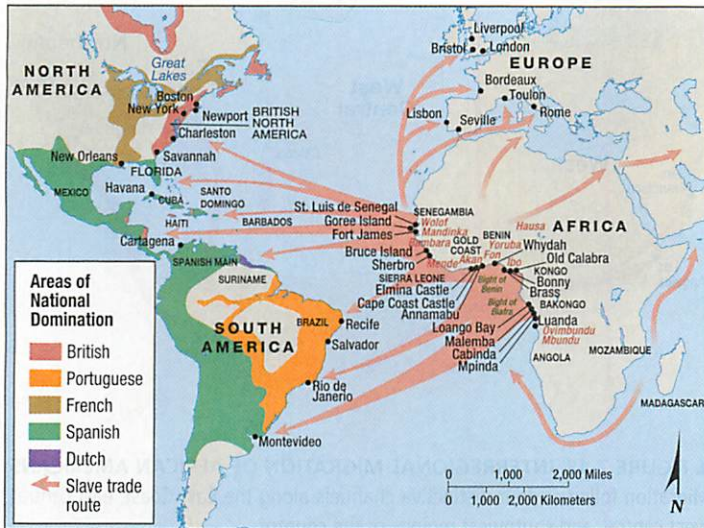 Liverpool
Bristol
London
EUROPE
NORTH
AMERICA
Great
Lakes
Bordeaux
Toulon
Boston
New York
Newport
BRITISH
NORTH
AMERICA
Lisbon
Seville
Rome
Charleston
New Orleans
Savannah
FLORIDA
MEXICO
Havana
CUBA
SANTO
DOMINGO
HAITI
BARBADOS
St. Luis de Senegal
Goree Island
Fort James
SENEGAMBIA
Wolof
Mandinka
Bambara
Hausa
AFRICA
Cartagena
SPANISH MAIN
SURINAME
Bruce Island
Sherbro
Mende
SIERRA LEONE
GOLD
COAST
Akan
Fon
BENIN
Yoruba
Whydah
Ibo
Old Calabra
Elmina Castle
Cape Coast Castle
Annamabu
Bight of
Benin
KONGO
Bonny
Brass
Bight of
Biafra
BAKONGO
Loango Bay
Malemba
Cabinda
Mpinda
Luanda
Ovimbundu
Mbundu
ANGOLA
MOZAMBIQUE
MADAGASCAR
SOUTH
AMERICA
BRAZIL
Recife
Salvador
Rio de
Janerio
Montevideo
Areas of
National
Domination
British
Portuguese
French
Spanish
Dutch
Slave trade
route
0 1,000 2,000 Miles
0 1,000 2,000 Kilometers
N